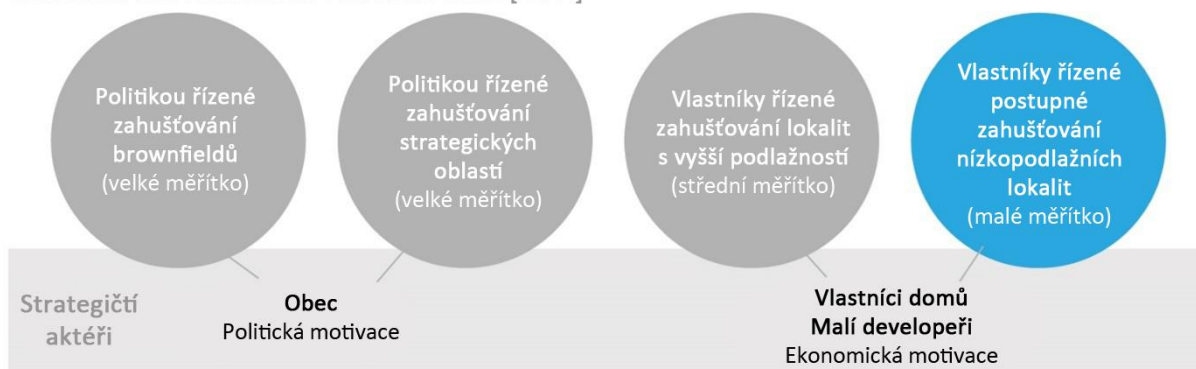 Politikou řízené
zahušťování
brownfieldů
(velké měřítko)
Politikou řízené
zahušťování
strategických
oblastí
(velké měřítko)
Vlastníky řízené
zahušťování lokalit
s vyšší podlažností
(střední měřítko)
Vlastníky řízené
postupné
zahušťování
nízkopodlažních
lokalit
(malé měřítko)
Strategičtí
aktéři
Obec
Politická motivace
Vlastníci domů
Malí developeři
Ekonomická motivace